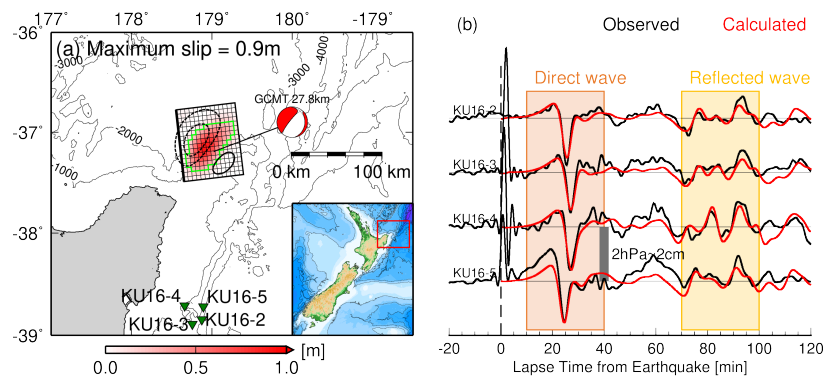 177° 178° 179° 180° -179°
-36°
-37°
-38°
-39°
(a) Maximum slip = 0.9m
-3000
-4000
-3000
-2000
-1000
GCMT 27.8km
0 km 100 km
KU16-4
KU16-5
KU16-3
KU16-2
0.0 0.5 1.0 [m]
(b)
Observed Calculated
Direct wave Reflected wave
KU16-2
KU16-3
KU16-4
KU16-5
2hPa~2cm
-20 0 20 40 60 80 100 120
Lapse Time from Earthquake [min]